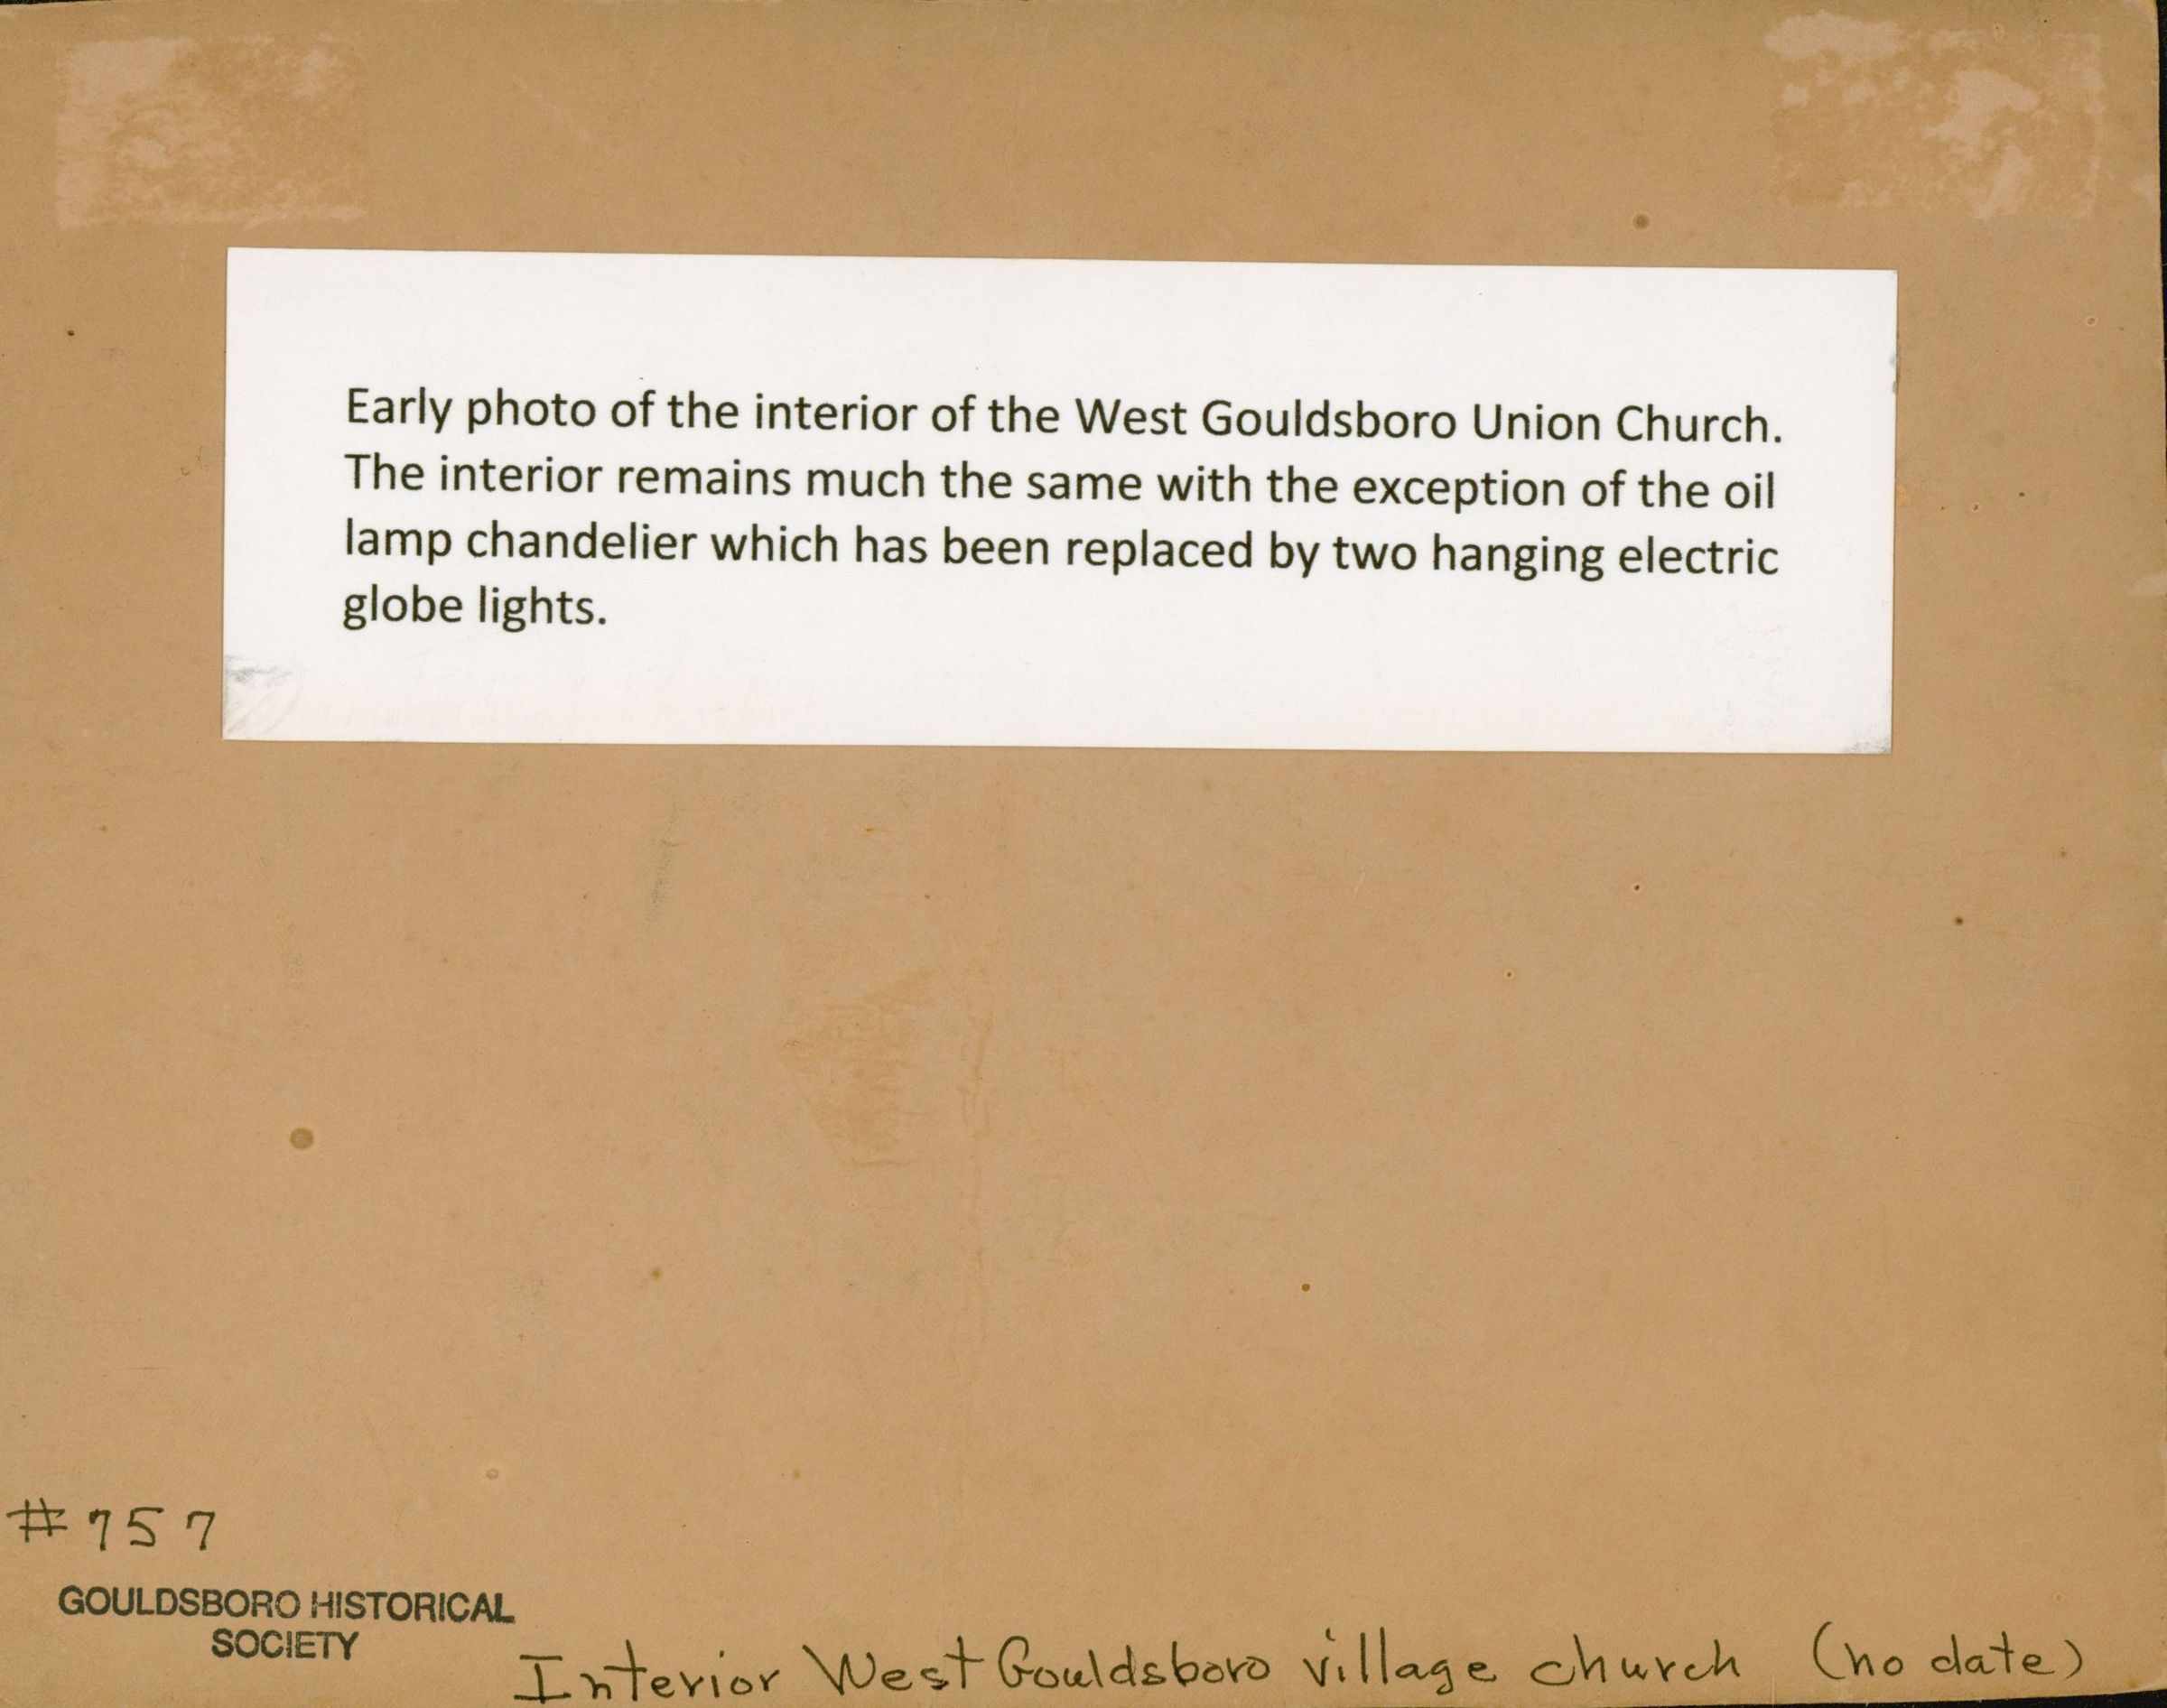 Early photo of the interior of the West Gouldsboro Union Church.
The interior remains much the same with the exception of the oil
lamp chandelier which has been replaced by two hanging electric
globe lights.
#757
GOULDSBORO HISTORICAL
SOCIETY
Interior West Gouldsboro village church (no date)